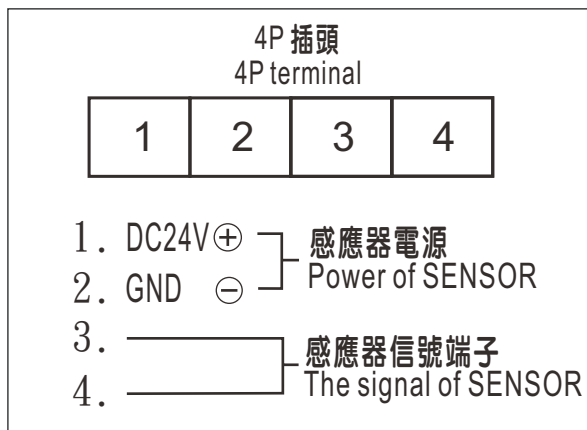 4P 插頭
4P terminal
1 2 3 4
1. DC24V⊕ 感應器電源
2. GND ⊖ Power of SENSOR
3. 感應器信號端子
4. The signal of SENSOR